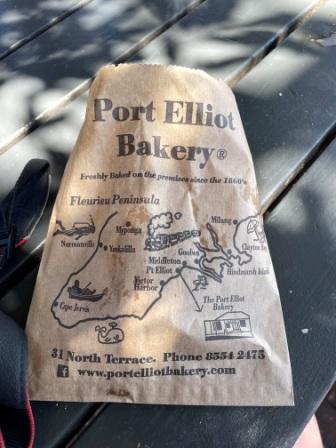 Port Elliot
Bakery®
Freshly Baked on the premises since the 1860's
Fleurieu Peninsula
Myponga
Milang
Normanville
Yankalilla
Goolwa
Clayton Bay
Middleton
Pt Elliot
Hindmarsh Island
Victor
Harbor
The Port Elliot
Bakery
Cape Jervis
31 North Terrace. Phone 8554 2475
f www.portelliotbakery.com